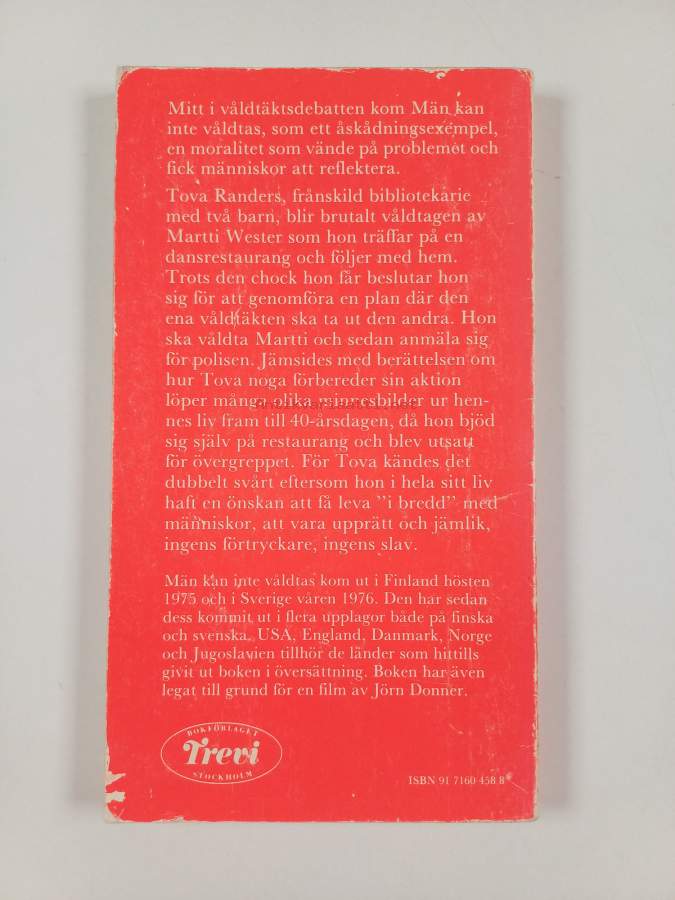 Mitt i våldtäktsdebatten kom Män kan
inte våldtas, som ett åskådningsexempel,
en moralitet som vände på problemet och
fick människor att reflektera.
Tova Randers, frånskild bibliotekarie
med två barn, blir brutalt våldtagen av
Martti Wester som hon träffar på en
dansrestaurang och följer med hem.
Trots den chock hon får beslutar hon
sig för att genomföra en plan där den
ena våldtäkten ska ta ut den andra. Hon
ska våldta Martti och sedan anmäla sig
för polisen. Jämsides med berättelsen om
hur Tova noga förbereder sin aktion
löper många olika minnesbilder ur hen-
nes liv fram till 40-årsdagen, då hon bjöd
sig själv på restaurang och blev utsatt
för övergreppet. För Tova kändes det
dubbelt svårt eftersom hon i hela sitt liv
haft en önskan att få leva "i bredd" med
människor, att vara upprätt och jämlik,
ingens förtryckare, ingens slav.
Män kan inte våldtas kom ut i Finland hösten
1975 och i Sverige våren 1976. Den har sedan
dess kommit ut i flera upplagor både på finska
och svenska. USA, England, Danmark, Norge
och Jugoslavien tillhör de länder som hittills
givit ut boken i översättning. Boken har även
legat till grund för en film av Jörn Donner.
BOKFÖRLAGET
Trevi
STOCKHOLM
ISBN 91 7160 458 8